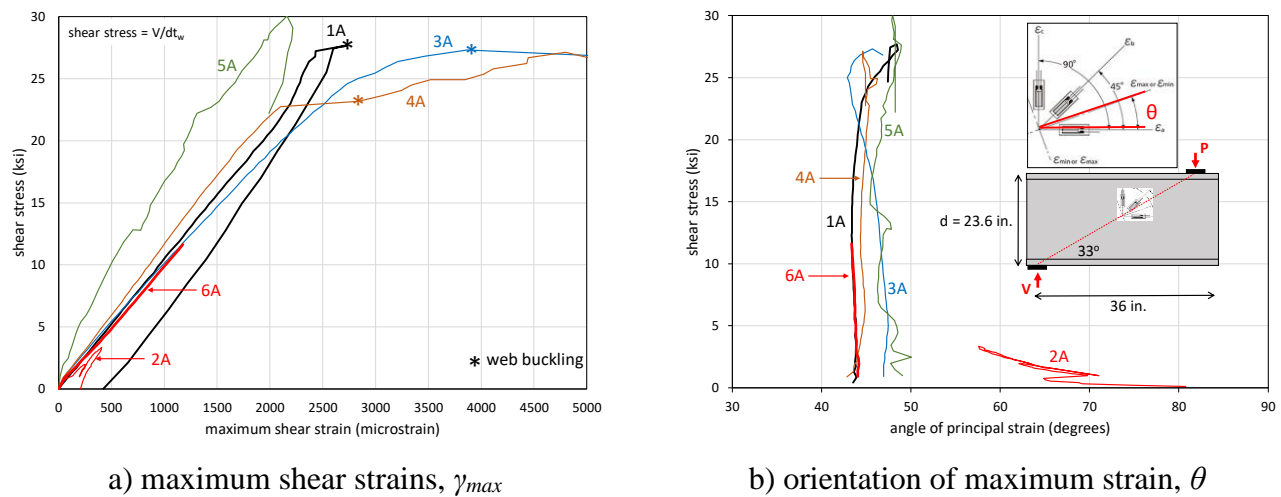 shear stress = V/dtw
1A
3A
5A
4A
6A
2A
* web buckling
30
25
20
15
10
5
0
shear stress (ksi)
0 500 1000 1500 2000 2500 3000 3500 4000 4500 5000
maximum shear strain (microstrain)
a) maximum shear strains, γmax
30
25
20
15
10
5
0
shear stress (ksi)
εc
90°
εb
εmax or εmin
45°
θ
εa
εmin or εmax
5A
4A
1A
6A
3A
2A
P
d = 23.6 in.
33o
V
36 in.
30 40 50 60 70 80 90
angle of principal strain (degrees)
b) orientation of maximum strain, θ